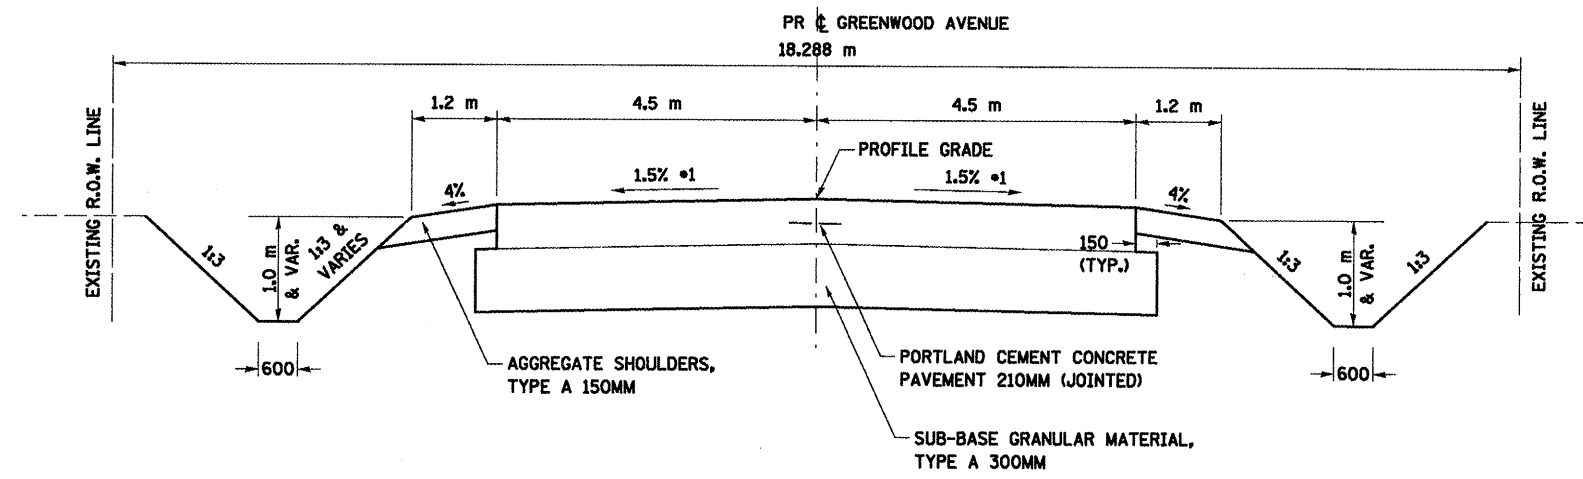 PR ℄ GREENWOOD AVENUE
18.288 m
1.2 m
4.5 m
4.5 m
1.2 m
EXISTING R.O.W. LINE
EXISTING R.O.W. LINE
PROFILE GRADE
4%
1.5% *1
1.5% *1
4%
1:3
1.0 m
& VAR.
1:3 &
VARIES
150
(TYP.)
1:3
1.0 m
& VAR.
1:3
600
AGGREGATE SHOULDERS,
TYPE A 150MM
PORTLAND CEMENT CONCRETE
PAVEMENT 210MM (JOINTED)
600
SUB-BASE GRANULAR MATERIAL,
TYPE A 300MM